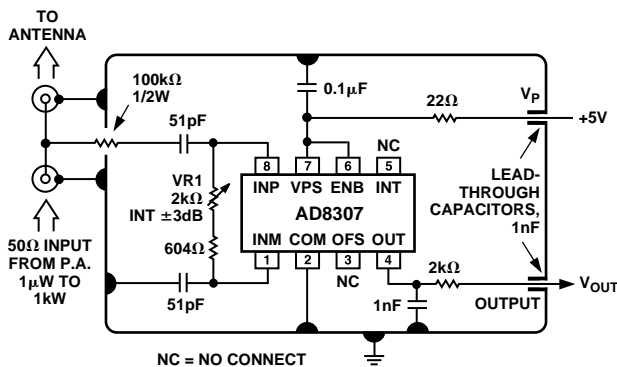 TO
ANTENNA
100kΩ
1/2W
51pF
0.1µF
22Ω
V_P
+5V
NC
8
7
6
5
INP
VPS
ENB
INT
VR1
2kΩ
INT ±3dB
AD8307
LEAD-
THROUGH
CAPACITORS,
1nF
604Ω
INM
COM
OFS
OUT
1
2
3
4
50Ω INPUT
FROM P.A.
1µW TO
1kW
51pF
NC
2kΩ
V_OUT
1nF
OUTPUT
NC = NO CONNECT